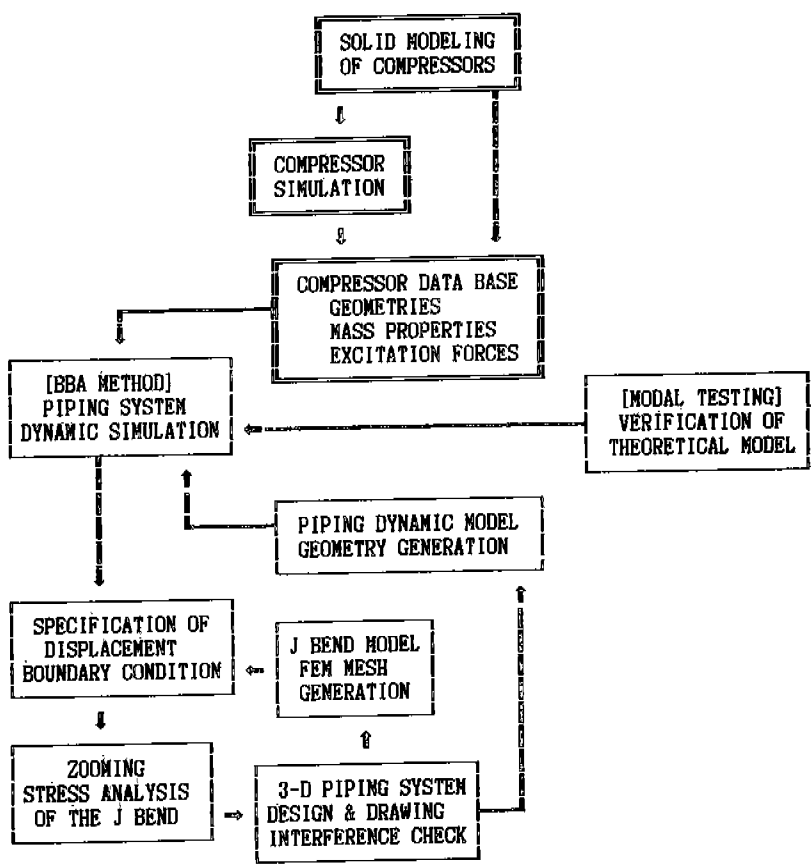 SOLID MODELING
OF COMPRESSORS
COMPRESSOR
SIMULATION
COMPRESSOR DATA BASE
GEOMETRIES
MASS PROPERTIES
EXCITATION FORCES
[BBA METHOD]
PIPING SYSTEM
DYNAMIC SIMULATION
[MODAL TESTING]
VERIFICATION OF
THEORETICAL MODEL
PIPING DYNAMIC MODEL
GEOMETRY GENERATION
SPECIFICATION OF
DISPLACEMENT
BOUNDARY CONDITION
J BEND MODEL
FEM MESH
GENERATION
ZOOMING
STRESS ANALYSIS
OF THE J BEND
3-D PIPING SYSTEM
DESIGN & DRAWING
INTERFERENCE CHECK